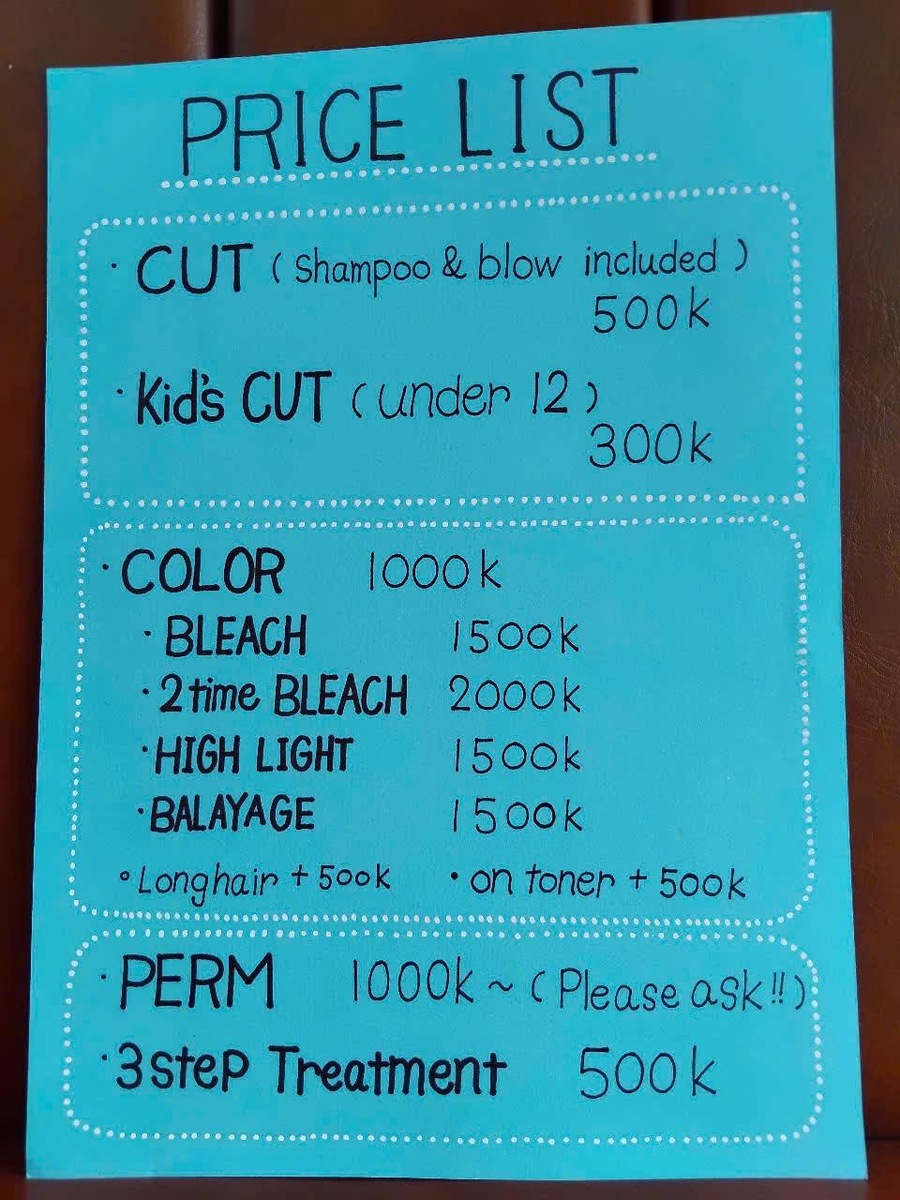 PRICE LIST
· CUT ( Shampoo & blow included )
500k
· Kid's CUT ( under 12 )
300k
· COLOR 1000k
· BLEACH 1500k
· 2time BLEACH 2000k
· HIGH LIGHT 1500k
· BALAYAGE 1500k
° Longhair + 500k • on toner + 500k
· PERM 1000k ~ ( Please ask!! )
· 3step Treatment 500k